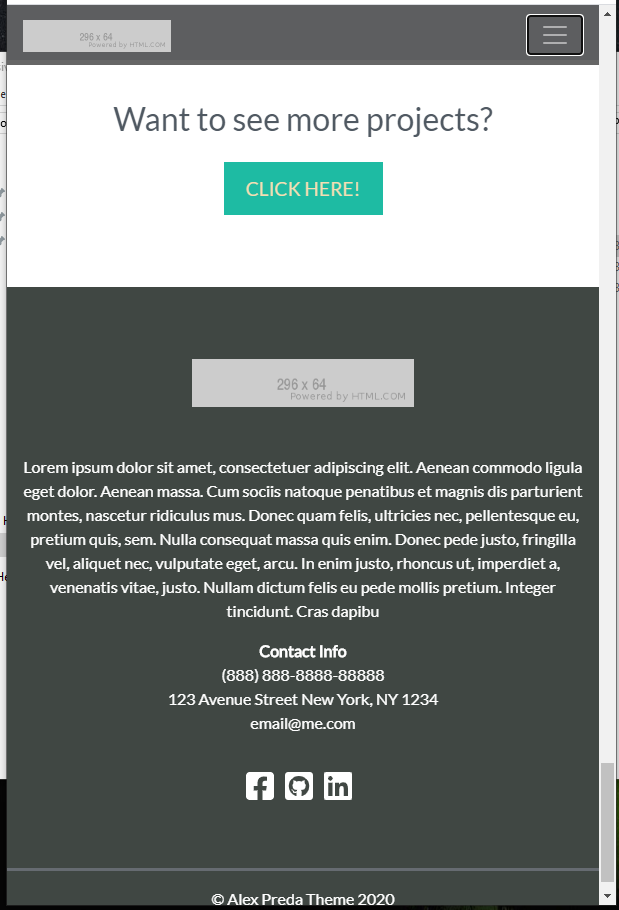 296 x 64
Powered by HTML.COM
Want to see more projects?
CLICK HERE!
296 x 64
Powered by HTML.COM
Lorem ipsum dolor sit amet, consectetuer adipiscing elit. Aenean commodo ligula
eget dolor. Aenean massa. Cum sociis natoque penatibus et magnis dis parturient
montes, nascetur ridiculus mus. Donec quam felis, ultricies nec, pellentesque eu,
pretium quis, sem. Nulla consequat massa quis enim. Donec pede justo, fringilla
vel, aliquet nec, vulputate eget, arcu. In enim justo, rhoncus ut, imperdiet a,
venenatis vitae, justo. Nullam dictum felis eu pede mollis pretium. Integer
tincidunt. Cras dapibu
Contact Info
(888) 888-8888-88888
123 Avenue Street New York, NY 1234
email@me.com
© Alex Preda Theme 2020